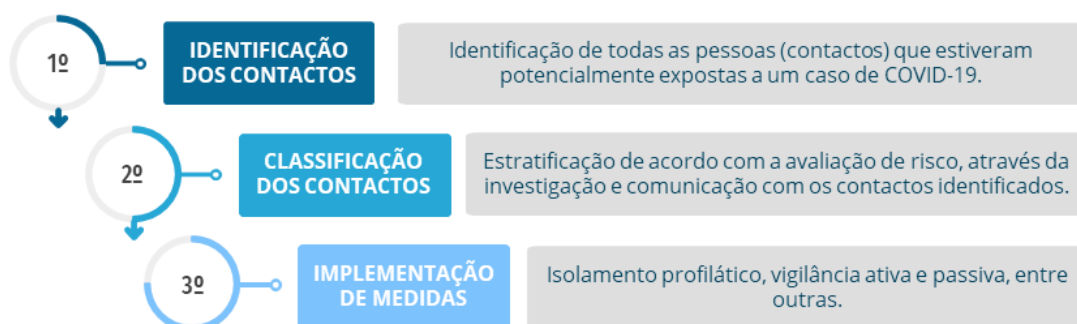 1º
IDENTIFICAÇÃO
DOS CONTACTOS
Identificação de todas as pessoas (contactos) que estiveram
potencialmente expostas a um caso de COVID-19.
2º
CLASSIFICAÇÃO
DOS CONTACTOS
Estratificação de acordo com a avaliação de risco, através da
investigação e comunicação com os contactos identificados.
3º
IMPLEMENTAÇÃO
DE MEDIDAS
Isolamento profilático, vigilância ativa e passiva, entre
outras.